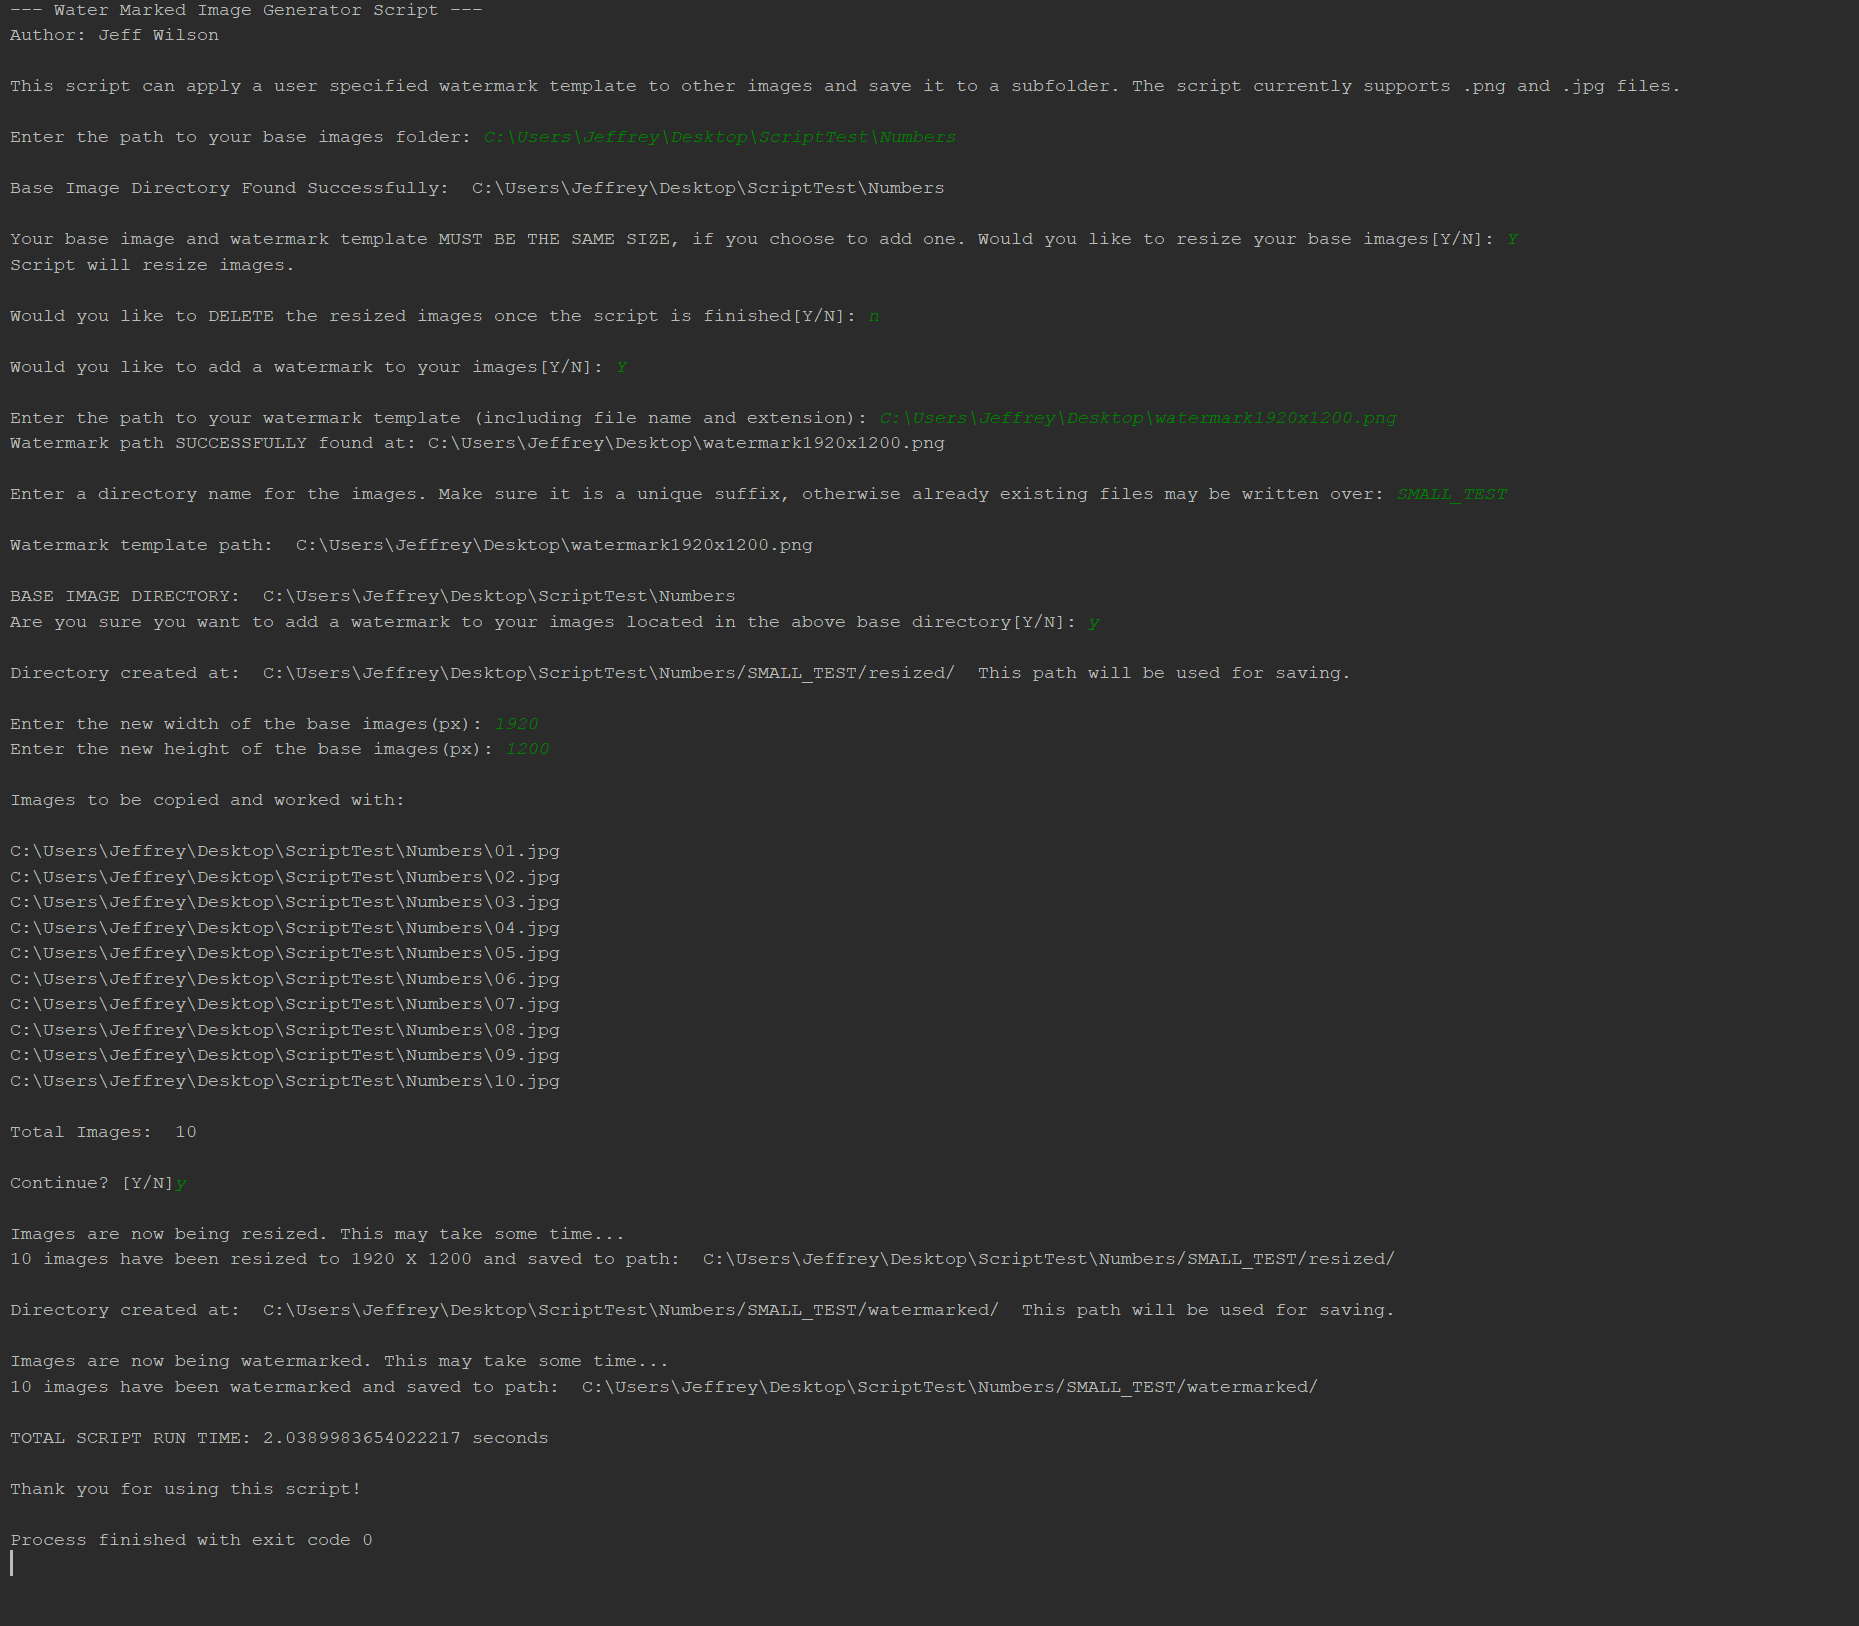 --- Water Marked Image Generator Script ---
Author: Jeff Wilson
This script can apply a user specified watermark template to other images and save it to a subfolder. The script currently supports .png and .jpg files.
Enter the path to your base images folder: C:\Users\Jeffrey\Desktop\ScriptTest\Numbers
Base Image Directory Found Successfully:  C:\Users\Jeffrey\Desktop\ScriptTest\Numbers
Your base image and watermark template MUST BE THE SAME SIZE, if you choose to add one. Would you like to resize your base images[Y/N]: Y
Script will resize images.
Would you like to DELETE the resized images once the script is finished[Y/N]: n
Would you like to add a watermark to your images[Y/N]: Y
Enter the path to your watermark template (including file name and extension): C:\Users\Jeffrey\Desktop\watermark1920x1200.png
Watermark path SUCCESSFULLY found at: C:\Users\Jeffrey\Desktop\watermark1920x1200.png
Enter a directory name for the images. Make sure it is a unique suffix, otherwise already existing files may be written over: SMALL_TEST
Watermark template path:  C:\Users\Jeffrey\Desktop\watermark1920x1200.png
BASE IMAGE DIRECTORY:  C:\Users\Jeffrey\Desktop\ScriptTest\Numbers
Are you sure you want to add a watermark to your images located in the above base directory[Y/N]: y
Directory created at:  C:\Users\Jeffrey\Desktop\ScriptTest\Numbers/SMALL_TEST/resized/  This path will be used for saving.
Enter the new width of the base images(px): 1920
Enter the new height of the base images(px): 1200
Images to be copied and worked with:
C:\Users\Jeffrey\Desktop\ScriptTest\Numbers\01.jpg
C:\Users\Jeffrey\Desktop\ScriptTest\Numbers\02.jpg
C:\Users\Jeffrey\Desktop\ScriptTest\Numbers\03.jpg
C:\Users\Jeffrey\Desktop\ScriptTest\Numbers\04.jpg
C:\Users\Jeffrey\Desktop\ScriptTest\Numbers\05.jpg
C:\Users\Jeffrey\Desktop\ScriptTest\Numbers\06.jpg
C:\Users\Jeffrey\Desktop\ScriptTest\Numbers\07.jpg
C:\Users\Jeffrey\Desktop\ScriptTest\Numbers\08.jpg
C:\Users\Jeffrey\Desktop\ScriptTest\Numbers\09.jpg
C:\Users\Jeffrey\Desktop\ScriptTest\Numbers\10.jpg
Total Images:  10
Continue? [Y/N]y
Images are now being resized. This may take some time...
10 images have been resized to 1920 X 1200 and saved to path:  C:\Users\Jeffrey\Desktop\ScriptTest\Numbers/SMALL_TEST/resized/
Directory created at:  C:\Users\Jeffrey\Desktop\ScriptTest\Numbers/SMALL_TEST/watermarked/  This path will be used for saving.
Images are now being watermarked. This may take some time...
10 images have been watermarked and saved to path:  C:\Users\Jeffrey\Desktop\ScriptTest\Numbers/SMALL_TEST/watermarked/
TOTAL SCRIPT RUN TIME: 2.0389983654022217 seconds
Thank you for using this script!
Process finished with exit code 0